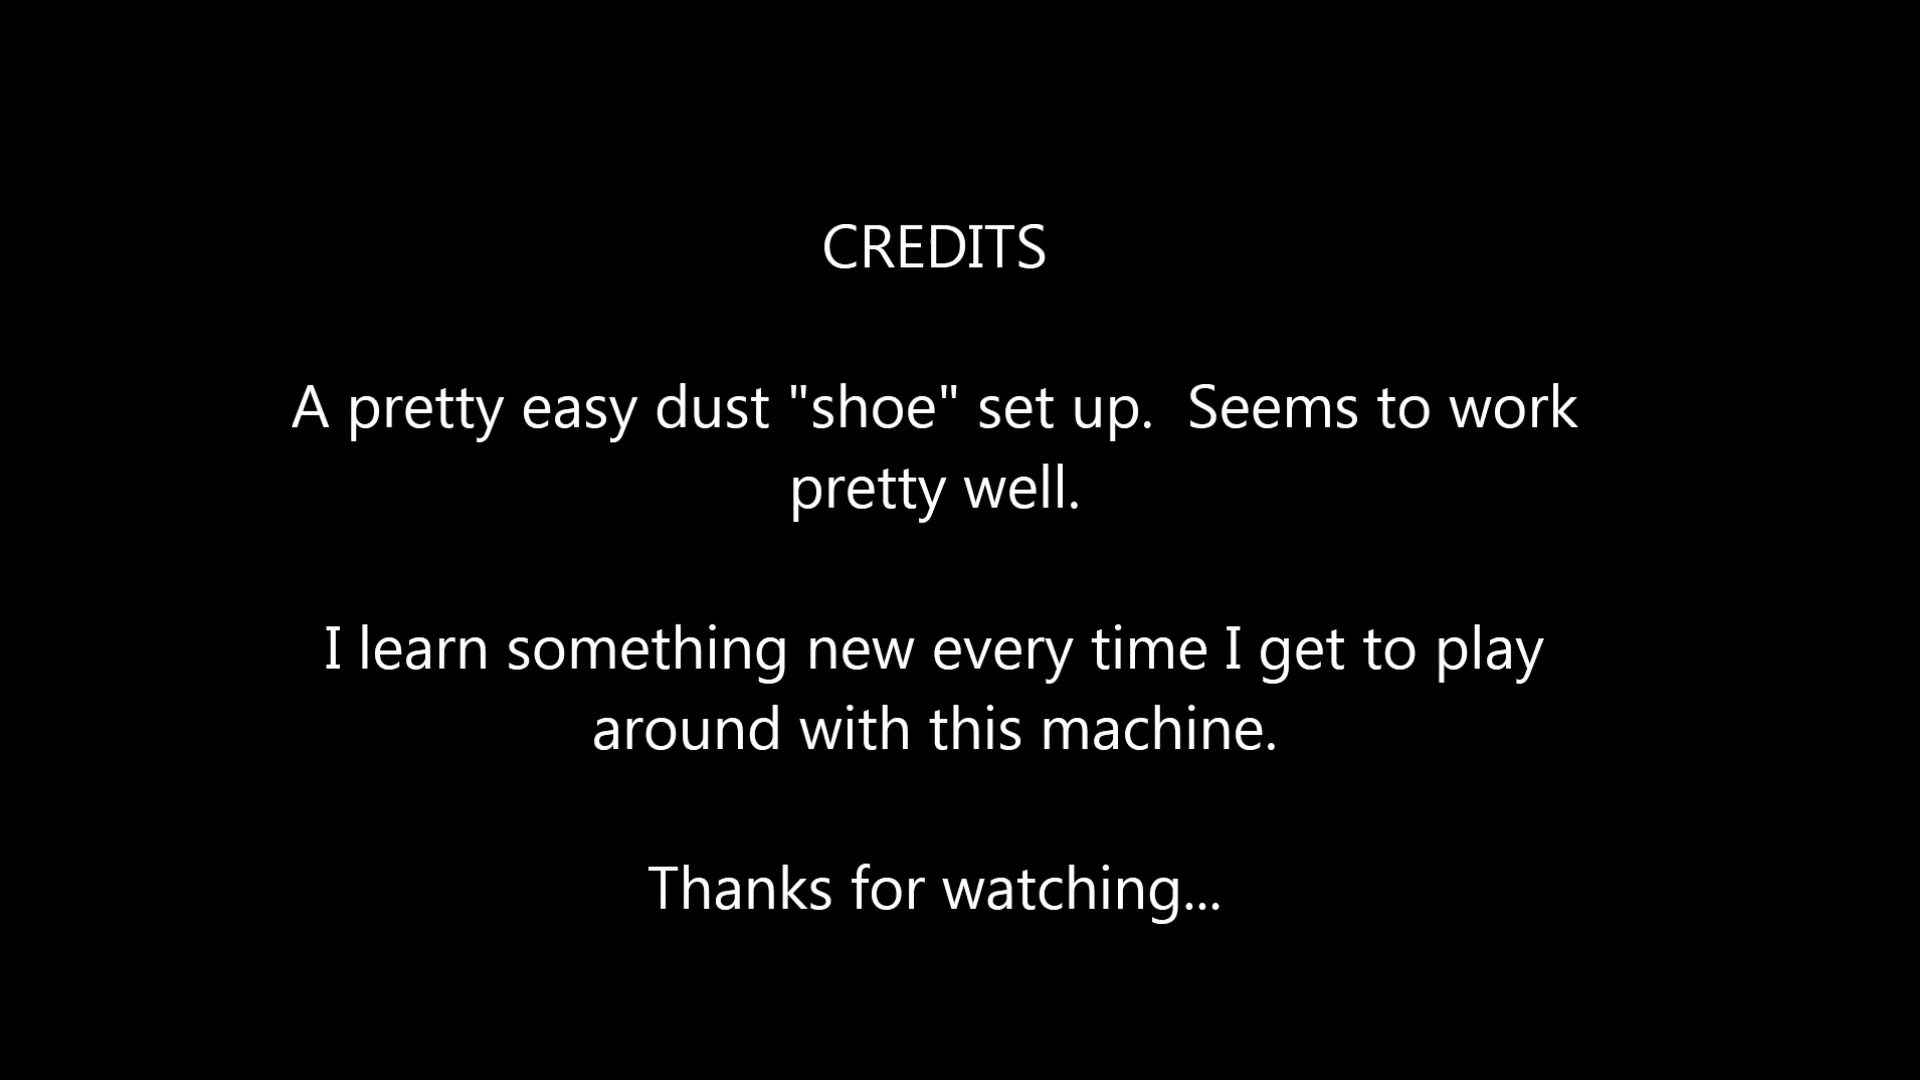 CREDITS
A pretty easy dust "shoe" set up.  Seems to work
pretty well.
I learn something new every time I get to play
around with this machine.
Thanks for watching...